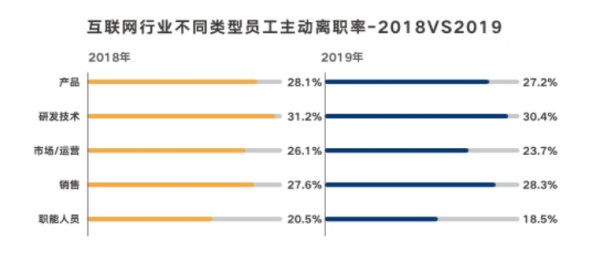 互联网行业不同类型员工主动离职率-2018VS2019
2018年 2019年
产品 28.1% 27.2%
研发技术 31.2% 30.4%
市场/运营 26.1% 23.7%
销售 27.6% 28.3%
职能人员 20.5% 18.5%